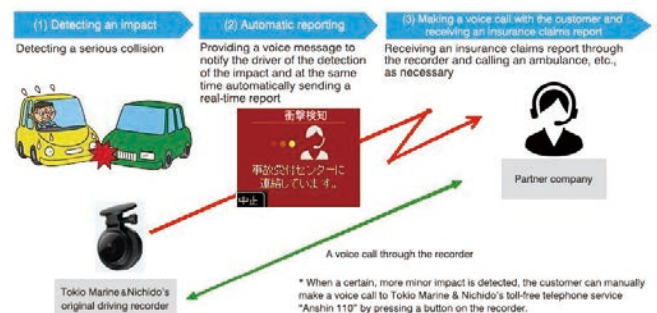 (1) Detecting an impact
(2) Automatic reporting
(3) Making a voice call with the customer and
receiving an insurance claims report
Detecting a serious collision
Providing a voice message to
notify the driver of the detection
of the impact and at the same
time automatically sending a
real-time report
Receiving an insurance claims report through
the recorder and calling an ambulance, etc.,
as necessary
衝撃検知
事故受付センターに
連絡しています。
中止
Partner company
A voice call through the recorder
Tokio Marine & Nichido's
original driving recorder
* When a certain, more minor impact is detected, the customer can manually
make a voice call to Tokio Marine & Nichido's toll-free telephone service
"Anshin 110" by pressing a button on the recorder.